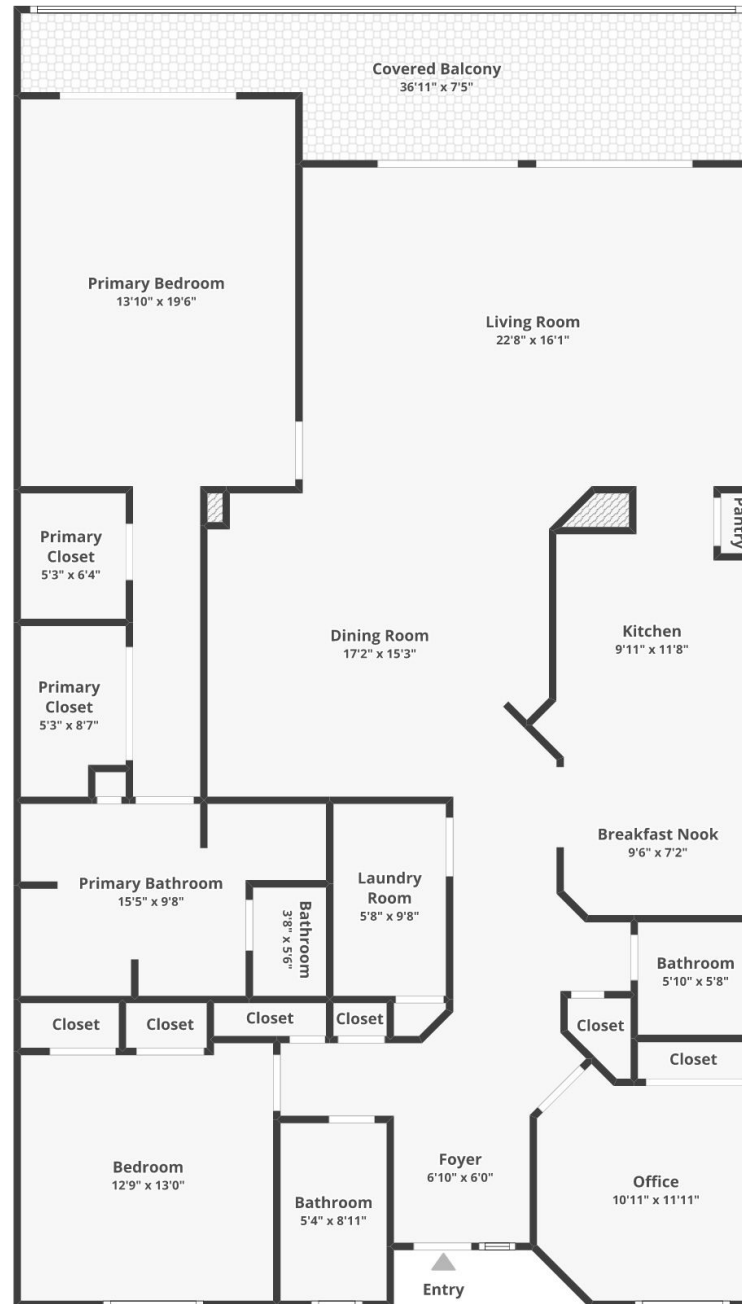 Covered Balcony
36'11" x 7'5"
Primary Bedroom
13'10" x 19'6"
Living Room
22'8" x 16'1"
Pantry
Primary
Closet
5'3" x 6'4"
Dining Room
17'2" x 15'3"
Kitchen
9'11" x 11'8"
Primary
Closet
5'3" x 8'7"
Breakfast Nook
9'6" x 7'2"
Primary Bathroom
15'5" x 9'8"
Bathroom
3'8" x 5'6"
Laundry
Room
5'8" x 9'8"
Bathroom
5'10" x 5'8"
Closet
Closet
Closet
Closet
Closet
Closet
Bedroom
12'9" x 13'0"
Bathroom
5'4" x 8'11"
Foyer
6'10" x 6'0"
Office
10'11" x 11'11"
Entry